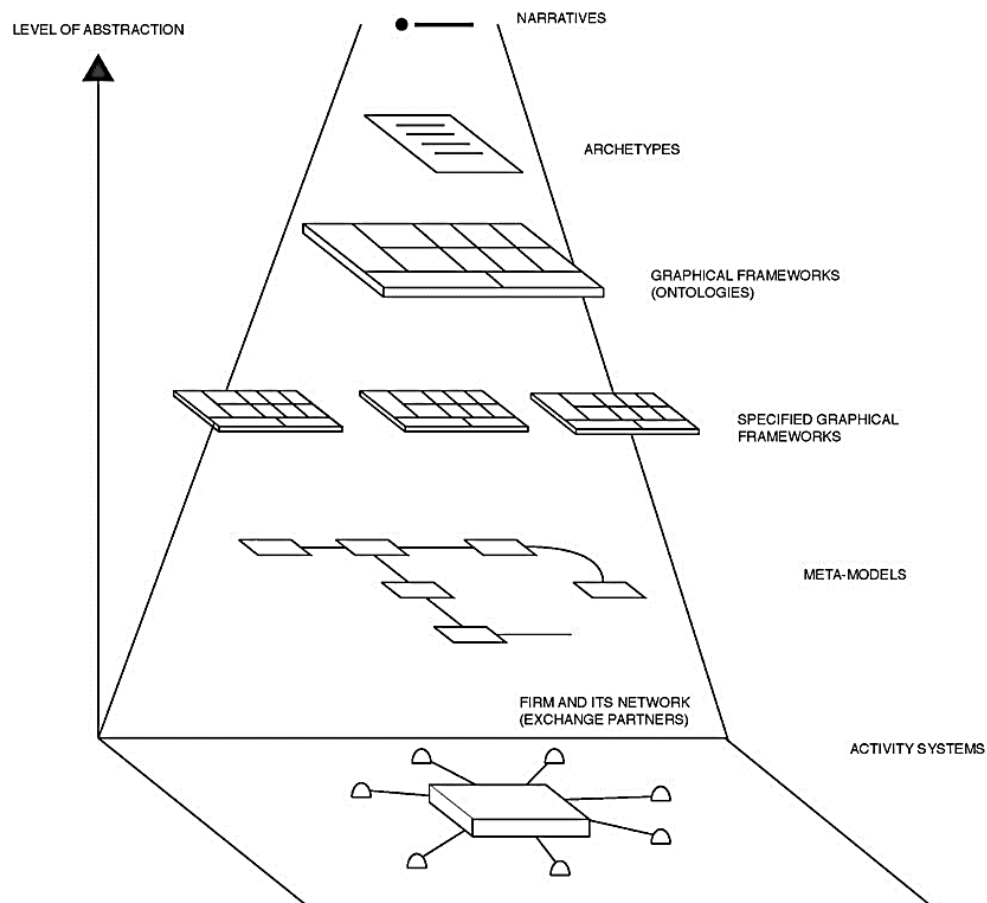 NARRATIVES
LEVEL OF ABSTRACTION
ARCHETYPES
GRAPHICAL FRAMEWORKS
(ONTOLOGIES)
SPECIFIED GRAPHICAL
FRAMEWORKS
META-MODELS
FIRM AND ITS NETWORK
(EXCHANGE PARTNERS)
ACTIVITY SYSTEMS